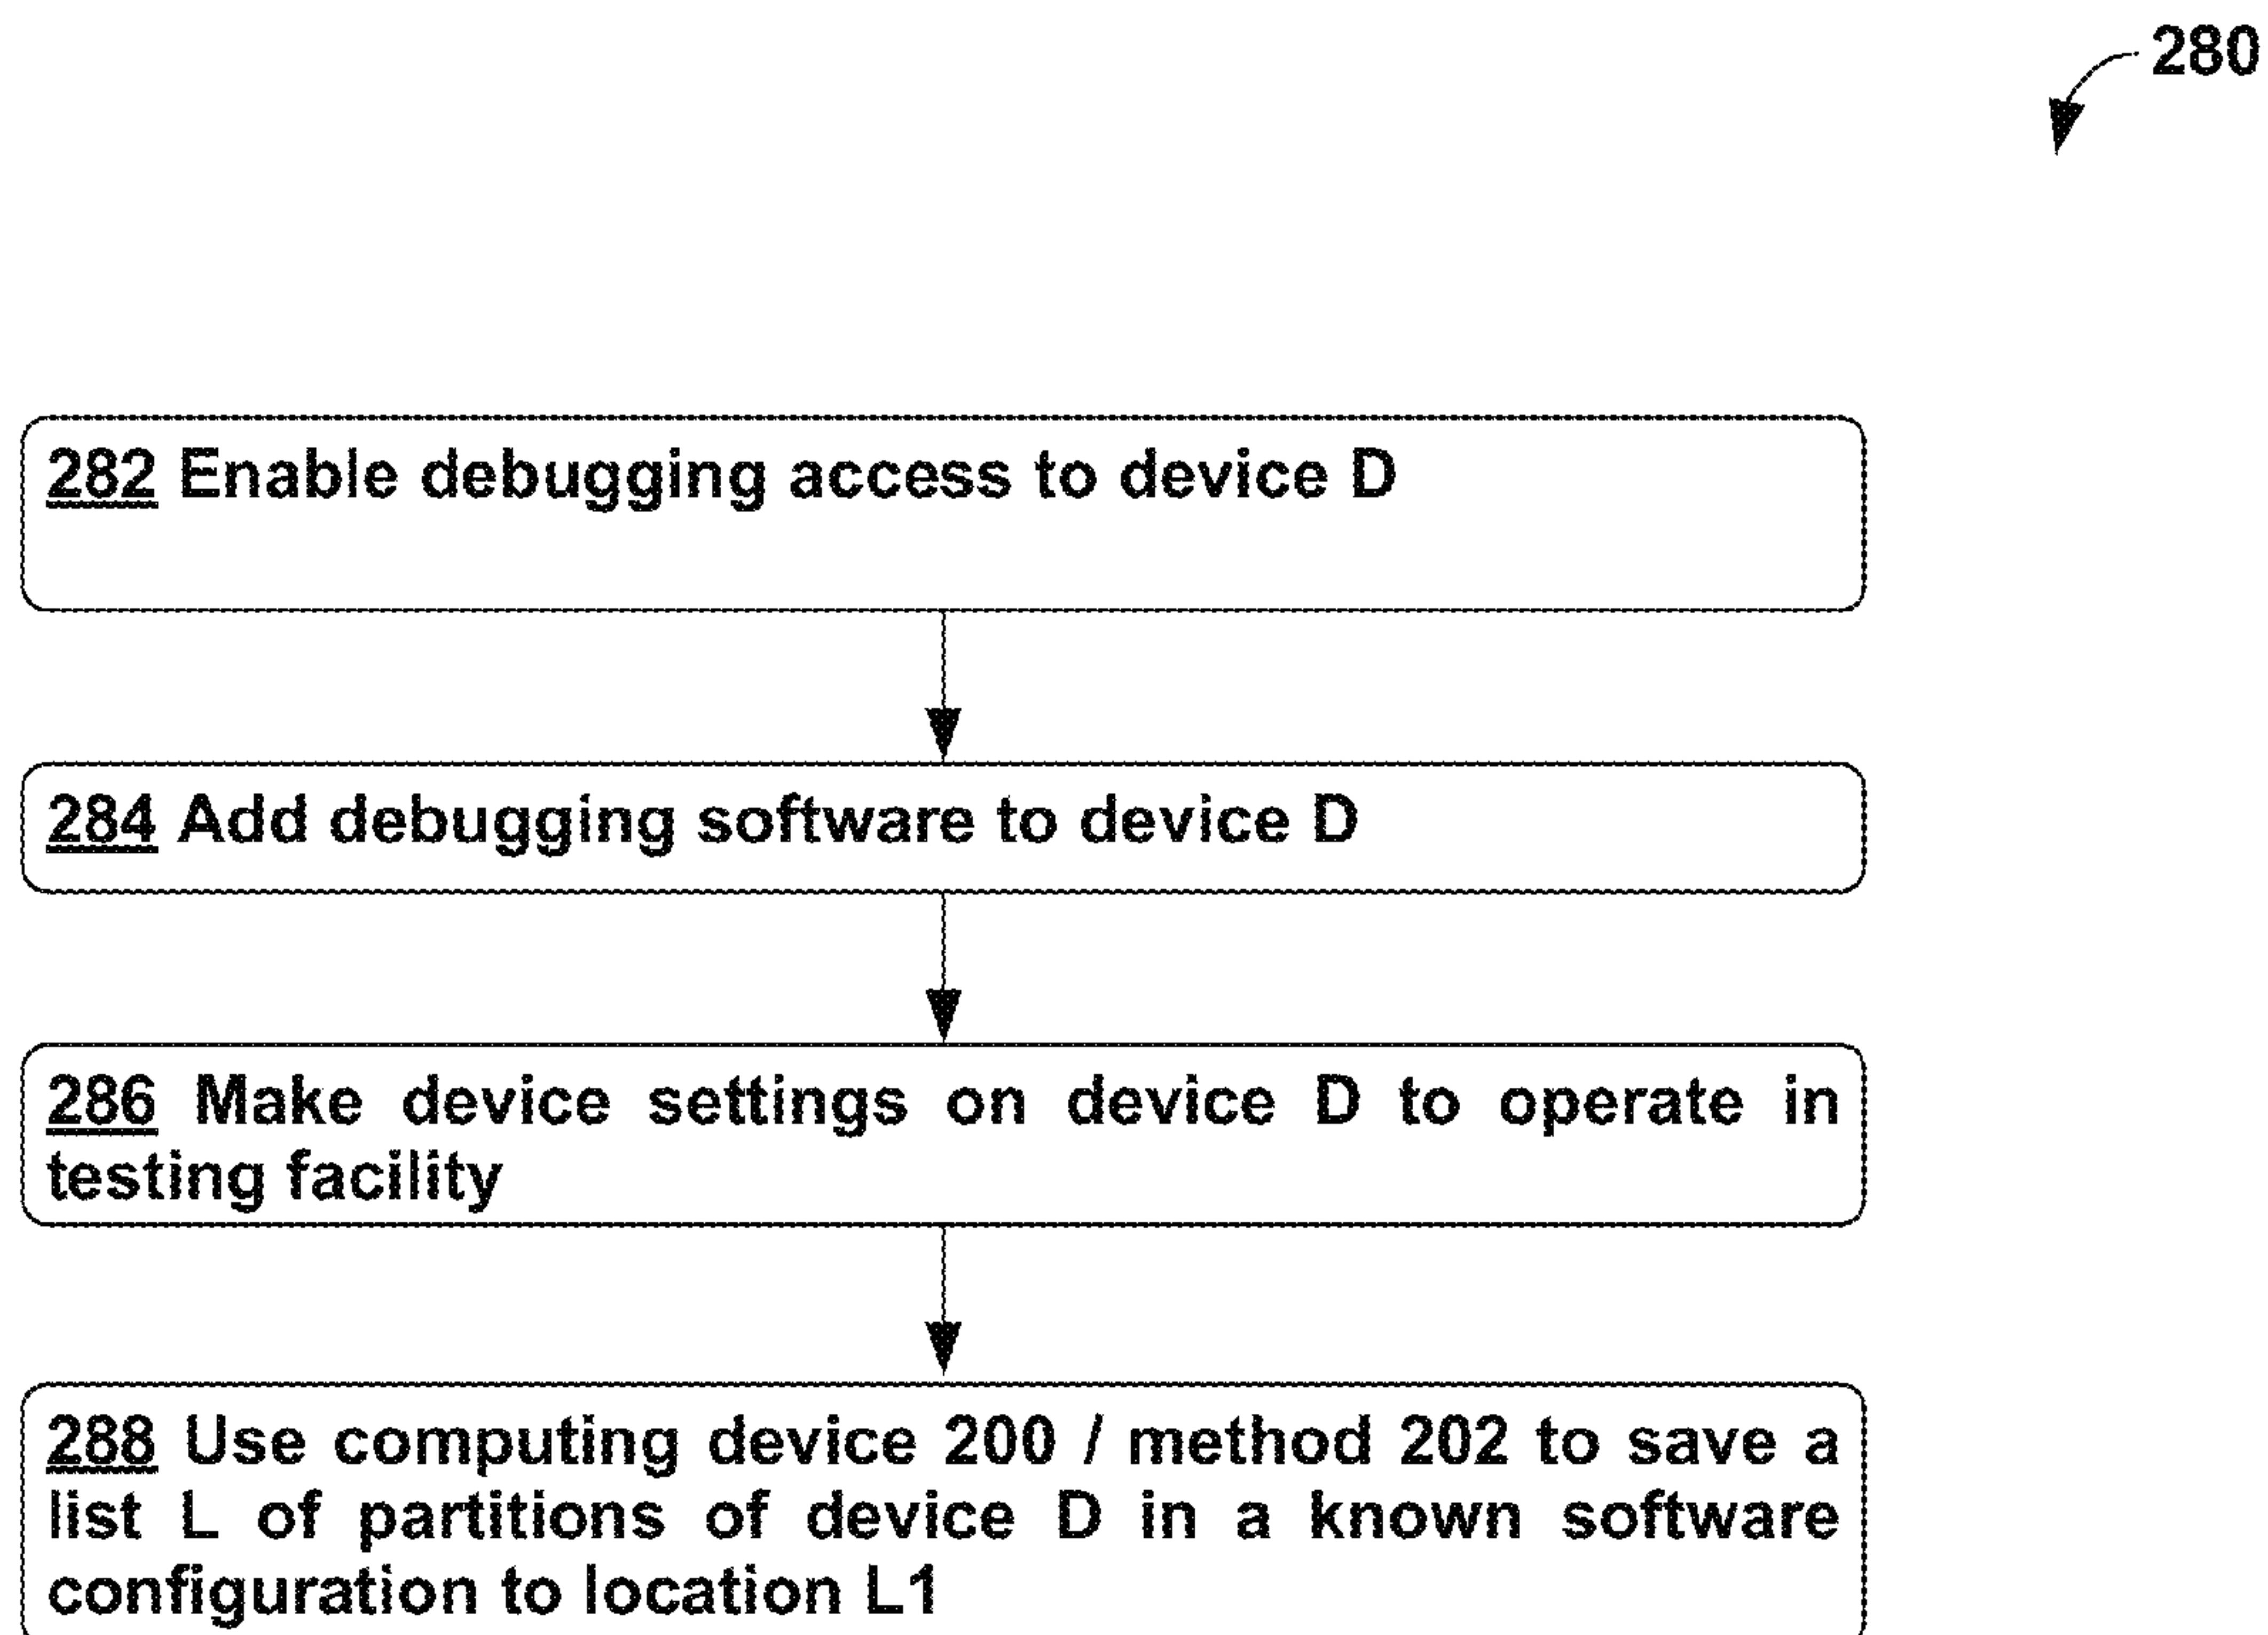 280
282 Enable debugging access to device D
284 Add debugging software to device D
286 Make device settings on device D to operate in
testing facility
288 Use computing device 200 / method 202 to save a
list L of partitions of device D in a known software
configuration to location L1